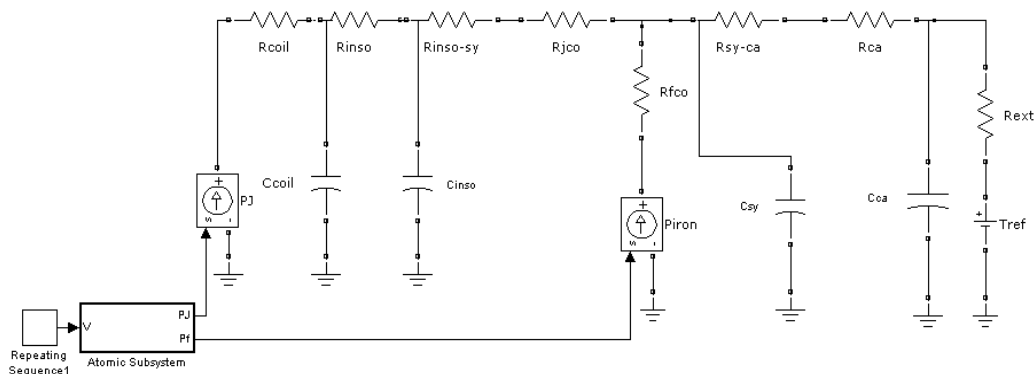 Rcoil
Rinso
Rinso-sy
Rjco
Rsy-ca
Rca
Rfco
Rext
+
PJ
S
-
Ccoil
Cinso
+
Piron
S
-
Csy
Cca
+
Tref
V
PJ
Pf
Repeating
Sequence1
Atomic Subsystem